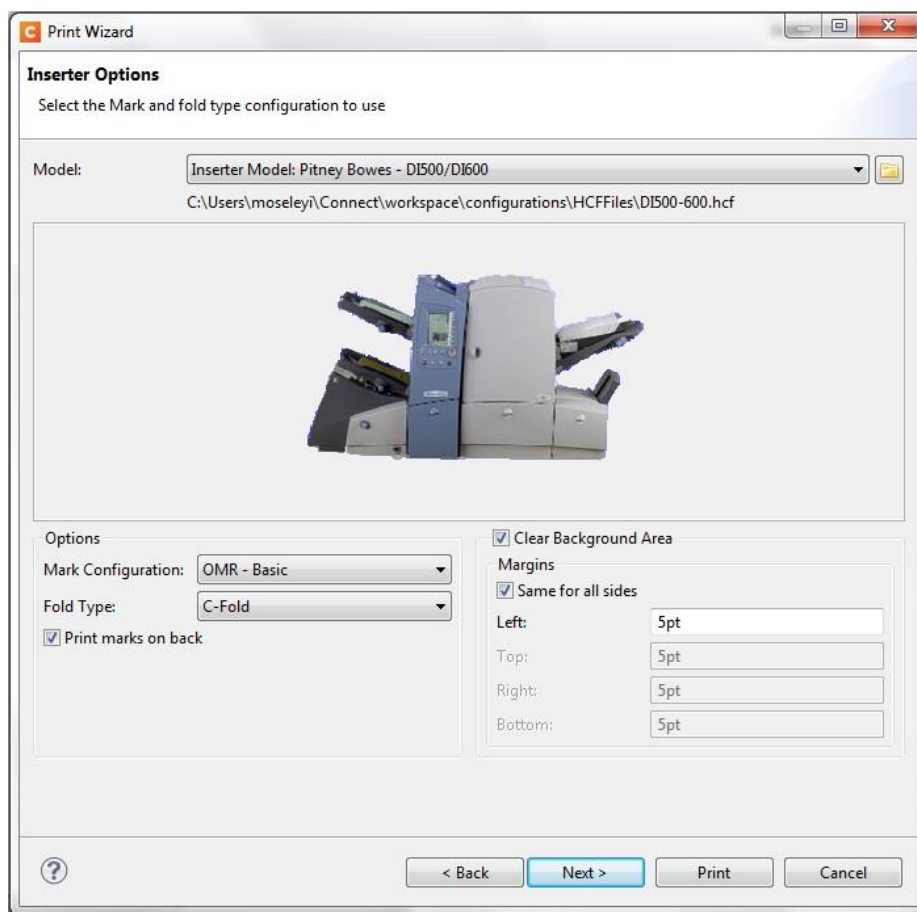 Print Wizard
Inserter Options
Select the Mark and fold type configuration to use
Model:
Inserter Model: Pitney Bowes - DI500/DI600
C:\Users\moseleyi\Connect\workspace\configurations\HCFFiles\DI500-600.hcf
Options
Mark Configuration: OMR - Basic
Fold Type: C-Fold
Print marks on back
Clear Background Area
Margins
Same for all sides
Left: 5pt
Top: 5pt
Right: 5pt
Bottom: 5pt
< Back
Next >
Print
Cancel